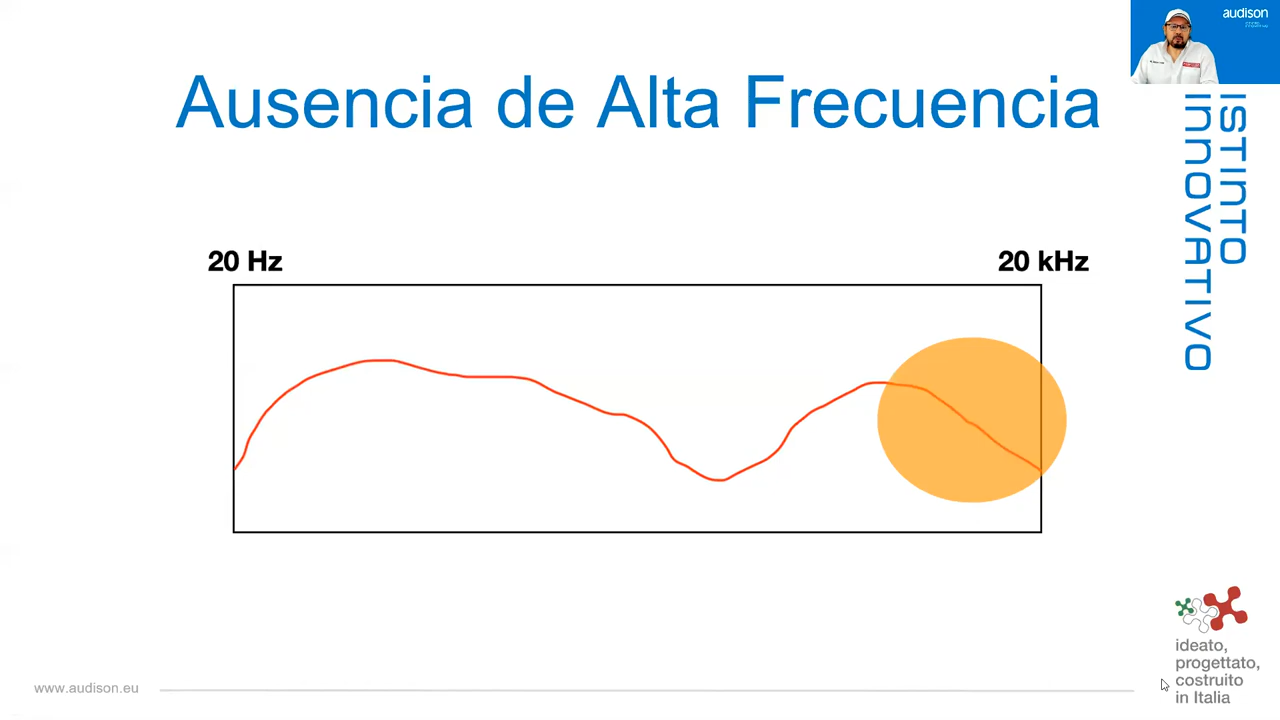 audison
Ausencia de Alta Frecuencia
ISTINTO
INNOVATIVO
20 Hz
20 kHz
ideato,
progettato,
costruito
in Italia
www.audison.eu